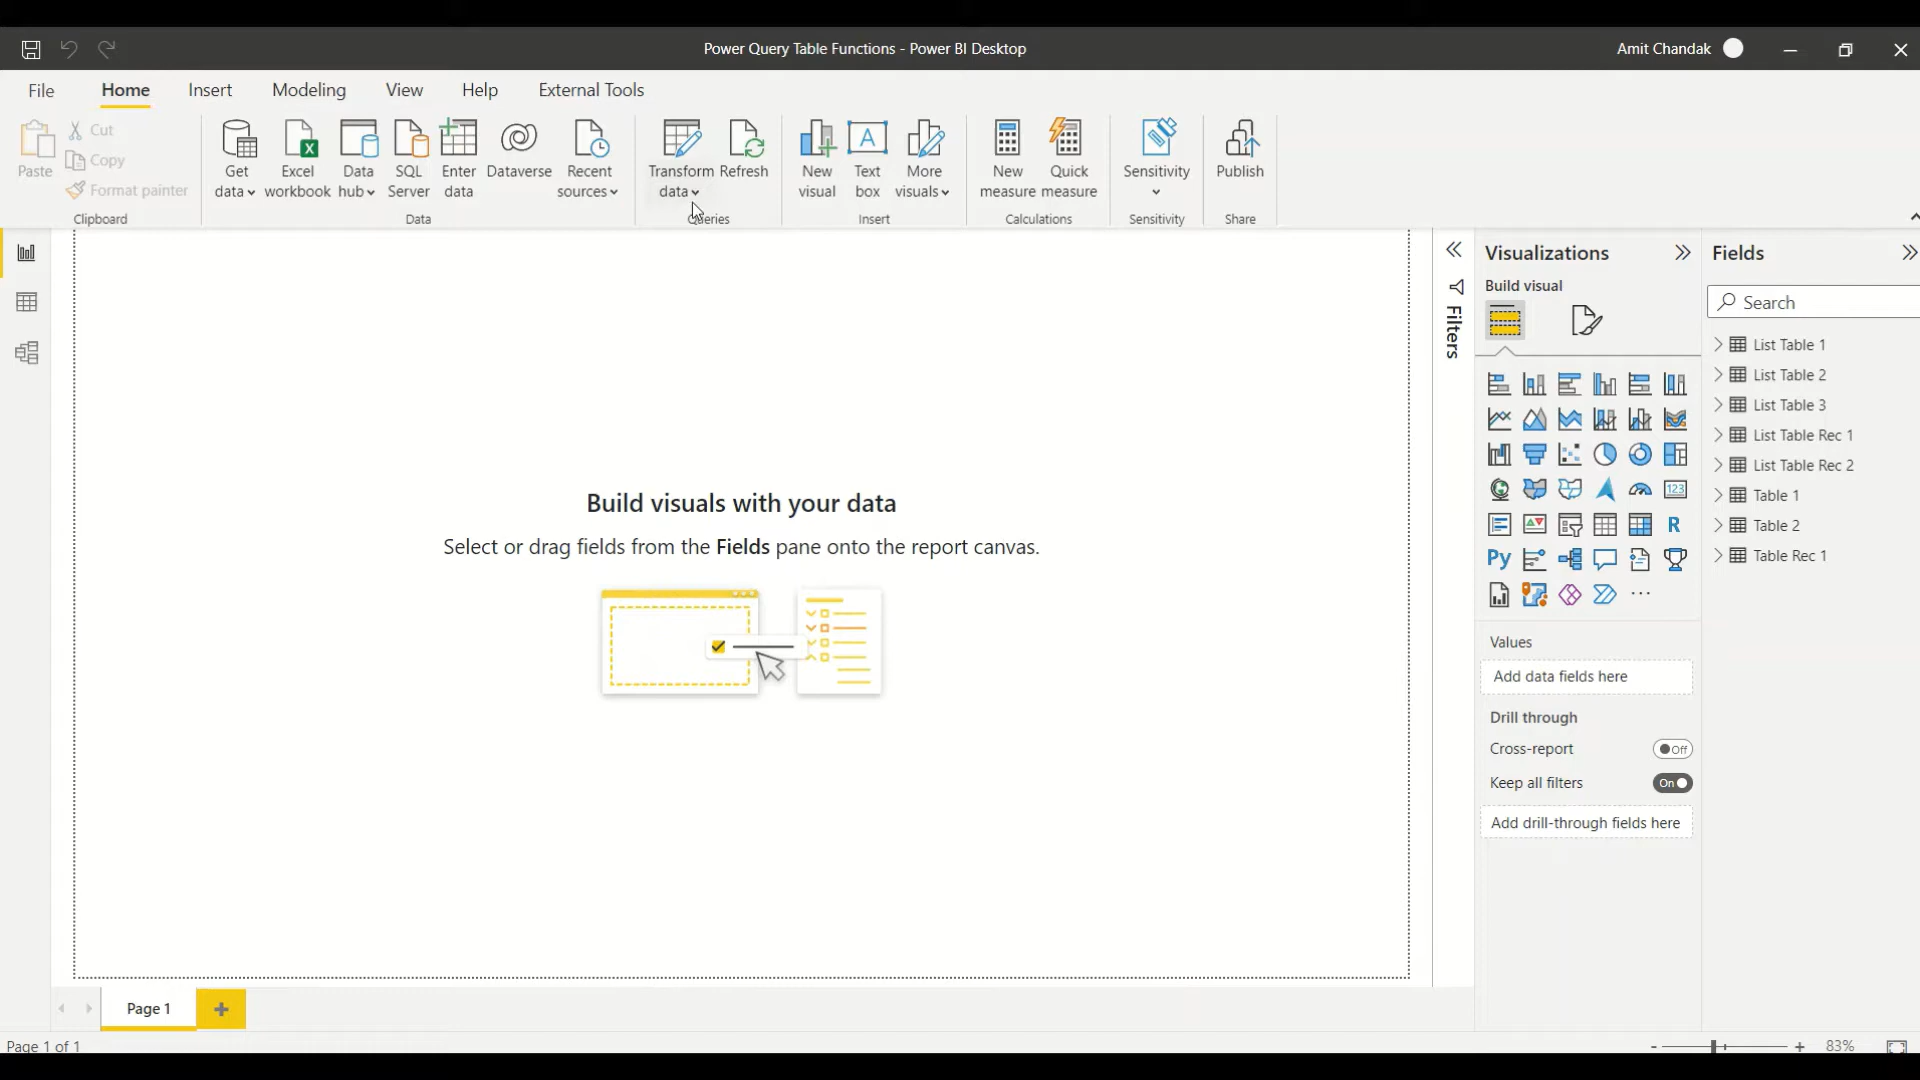 Power Query Table Functions - Power BI Desktop
Amit Chandak
File
Home
Insert
Modeling
View
Help
External Tools
Paste
Cut
Copy
Format painter
Clipboard
Get data
Excel workbook
Data hub
SQL Server
Enter data
Dataverse
Recent sources
Data
Transform data
Refresh
Queries
New visual
Text box
More visuals
Insert
New measure
Quick measure
Calculations
Sensitivity
Sensitivity
Publish
Share
Build visuals with your data
Select or drag fields from the Fields pane onto the report canvas.
Filters
Visualizations
Build visual
123
R
Py
Values
Add data fields here
Drill through
Cross-report
Off
Keep all filters
On
Add drill-through fields here
Fields
Search
List Table 1
List Table 2
List Table 3
List Table Rec 1
List Table Rec 2
Table 1
Table 2
Table Rec 1
Page 1
Page 1 of 1
83%